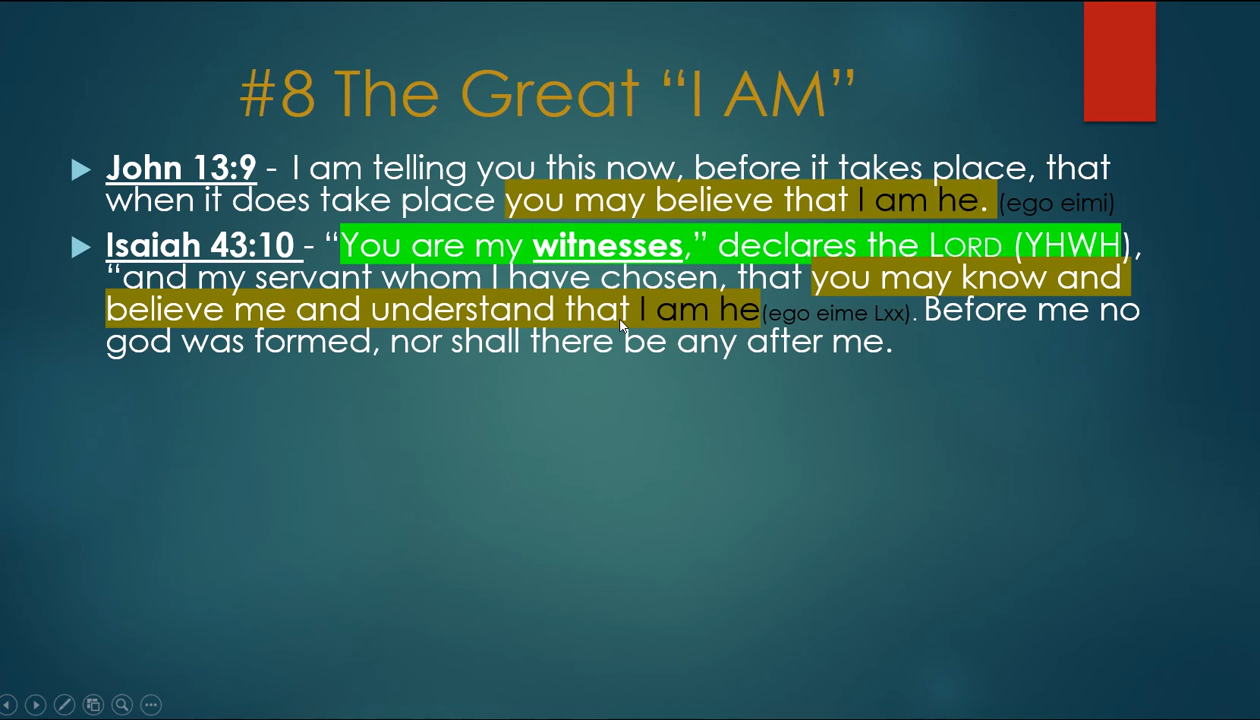 #8 The Great “I AM”
John 13:9 - I am telling you this now, before it takes place, that
when it does take place you may believe that I am he. (ego eimi)
Isaiah 43:10 - “You are my witnesses,” declares the LORD (YHWH),
“and my servant whom I have chosen, that you may know and
believe me and understand that I am he(ego eime Lxx). Before me no
god was formed, nor shall there be any after me.